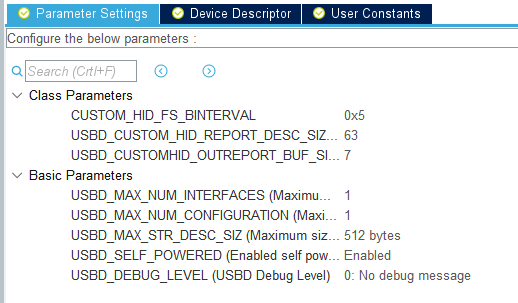 Parameter Settings Device Descriptor User Constants
Configure the below parameters :
Search (Crtl+F)
Class Parameters
CUSTOM_HID_FS_BINTERVAL 0x5
USBD_CUSTOM_HID_REPORT_DESC_SIZ... 63
USBD_CUSTOMHID_OUTREPORT_BUF_SI... 7
Basic Parameters
USBD_MAX_NUM_INTERFACES (Maximu... 1
USBD_MAX_NUM_CONFIGURATION (Maxi... 1
USBD_MAX_STR_DESC_SIZ (Maximum siz... 512 bytes
USBD_SELF_POWERED (Enabled self pow... Enabled
USBD_DEBUG_LEVEL (USBD Debug Level) 0: No debug message